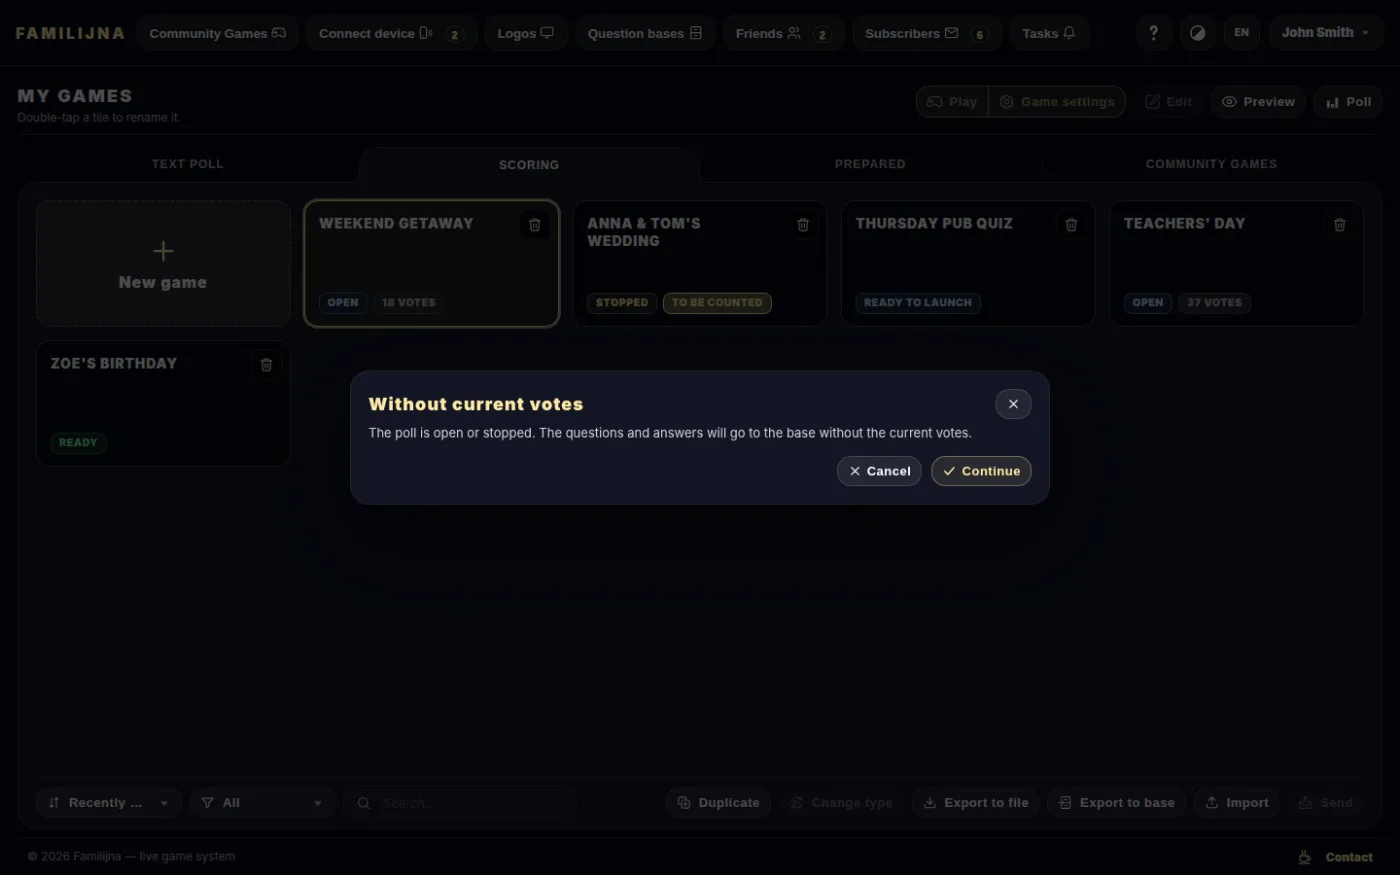 FAMILIJNA
Community Games
Connect device 2
Logos
Question bases
Friends 2
Subscribers 6
Tasks
?
EN
John Smith
MY GAMES
Double-tap a tile to rename it.
Play
Game settings
Edit
Preview
Poll
TEXT POLL
SCORING
PREPARED
COMMUNITY GAMES
New game
WEEKEND GETAWAY
OPEN
18 VOTES
ANNA & TOM'S
WEDDING
STOPPED
TO BE COUNTED
THURSDAY PUB QUIZ
READY TO LAUNCH
TEACHERS' DAY
OPEN
37 VOTES
ZOE'S BIRTHDAY
READY
Without current votes
The poll is open or stopped. The questions and answers will go to the base without the current votes.
Cancel
Continue
Recently ...
All
Search...
Duplicate
Change type
Export to file
Export to base
Import
Send
© 2026 Familijna — live game system
Contact